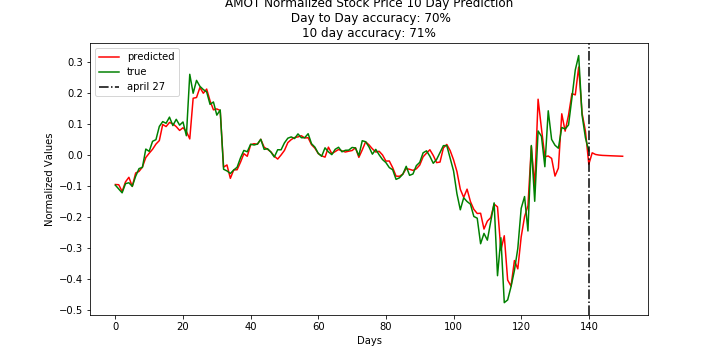 AMOT Normalized Stock Price 10 Day Prediction
Day to Day accuracy: 70%
10 day accuracy: 71%
predicted
true
april 27
Normalized Values
0.3
0.2
0.1
0.0
−0.1
−0.2
−0.3
−0.4
−0.5
0 20 40 60 80 100 120 140
Days